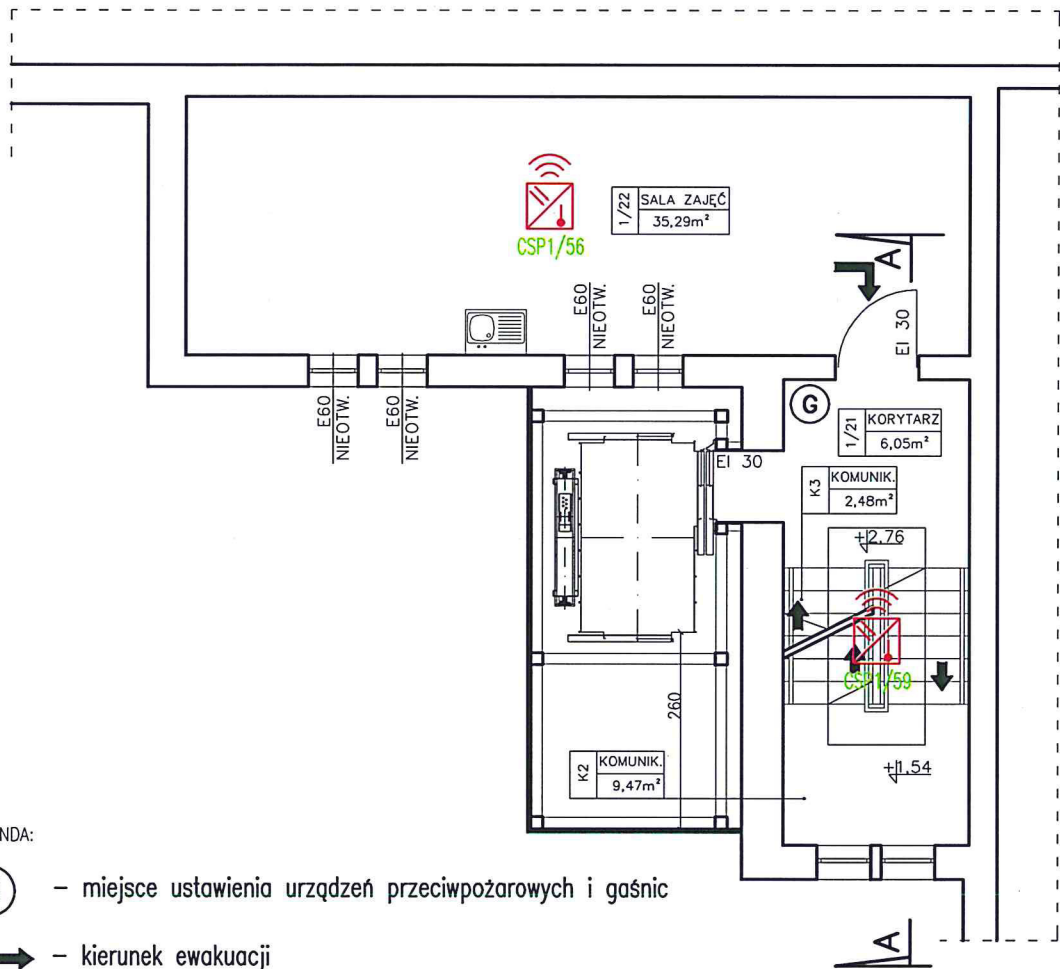 1/22
SALA ZAJĘĆ
35,29m²
CSP1/56
A
E60
NIEOTW.
E60
NIEOTW.
EI 30
E60
NIEOTW.
E60
NIEOTW.
G
1/21
KORYTARZ
6,05m²
EI 30
K3
KOMUNIK.
2,48m²
+2,76
CSP1/59
260
K2
KOMUNIK.
9,47m²
+1,54
NDA:
– miejsce ustawienia urządzeń przeciwpożarowych i gaśnic
– kierunek ewakuacji
A